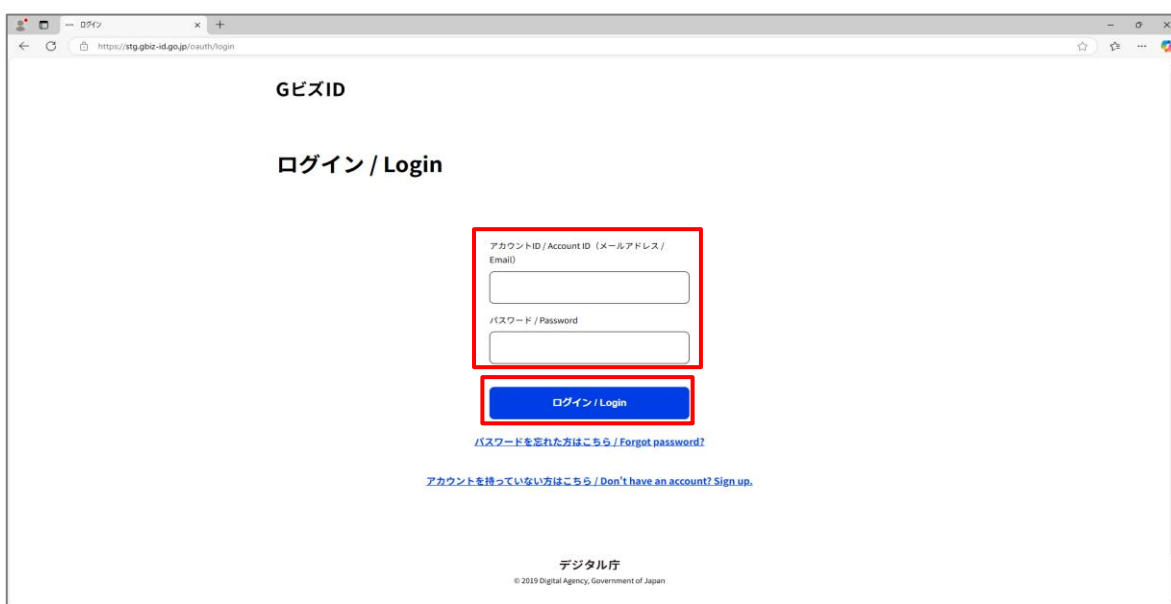 ログイン
https://stg.gbiz-id.go.jp/oauth/login
GビズID
ログイン / Login
アカウントID / Account ID（メールアドレス /
Email）
パスワード / Password
ログイン / Login
パスワードを忘れた方はこちら / Forgot password?
アカウントを持っていない方はこちら / Don't have an account? Sign up.
デジタル庁
© 2019 Digital Agency, Government of Japan